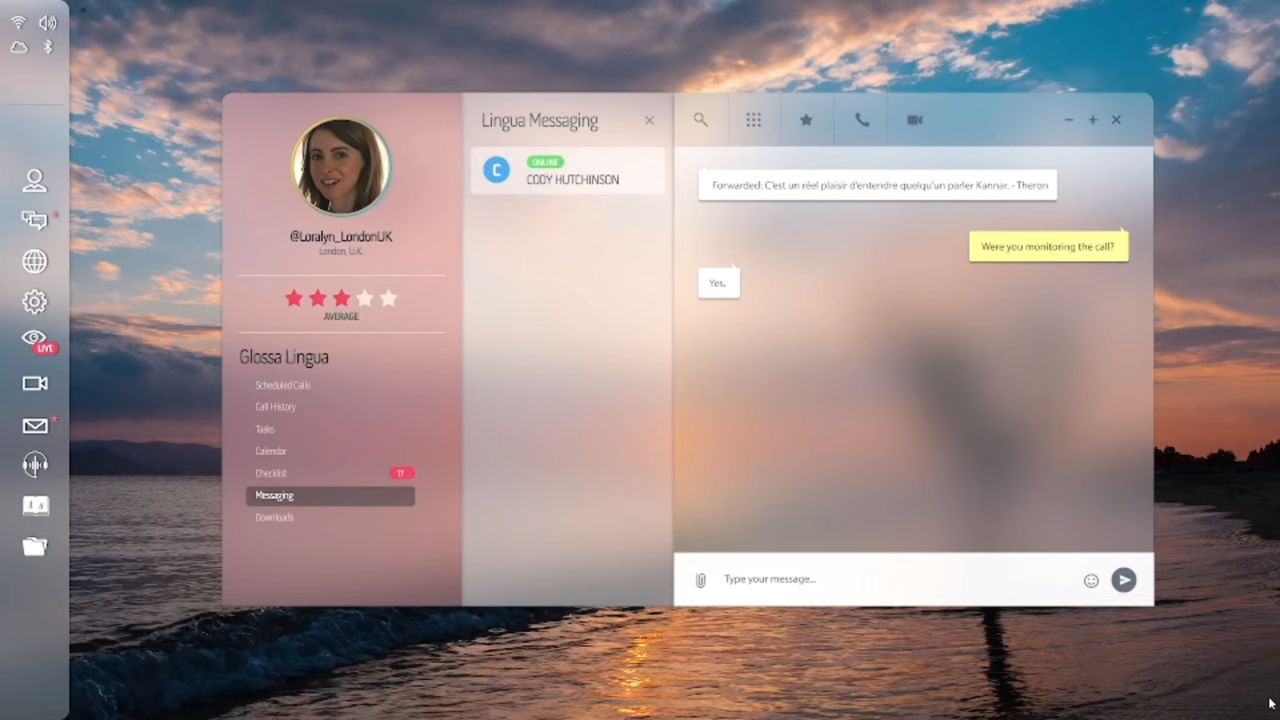 Lingua Messaging
ONLINE
C
CODY HUTCHINSON
Forwarded: C'est un réel plaisir d'entendre quelqu'un parler Kannar. - Theron
Were you monitoring the call?
Yes.
@Loralyn_LondonUK
London, U.K.
AVERAGE
Glossa Lingua
Scheduled Calls
Call History
Tasks
Calendar
Checklist
Messaging
Downloads
LIVE
Type your message...